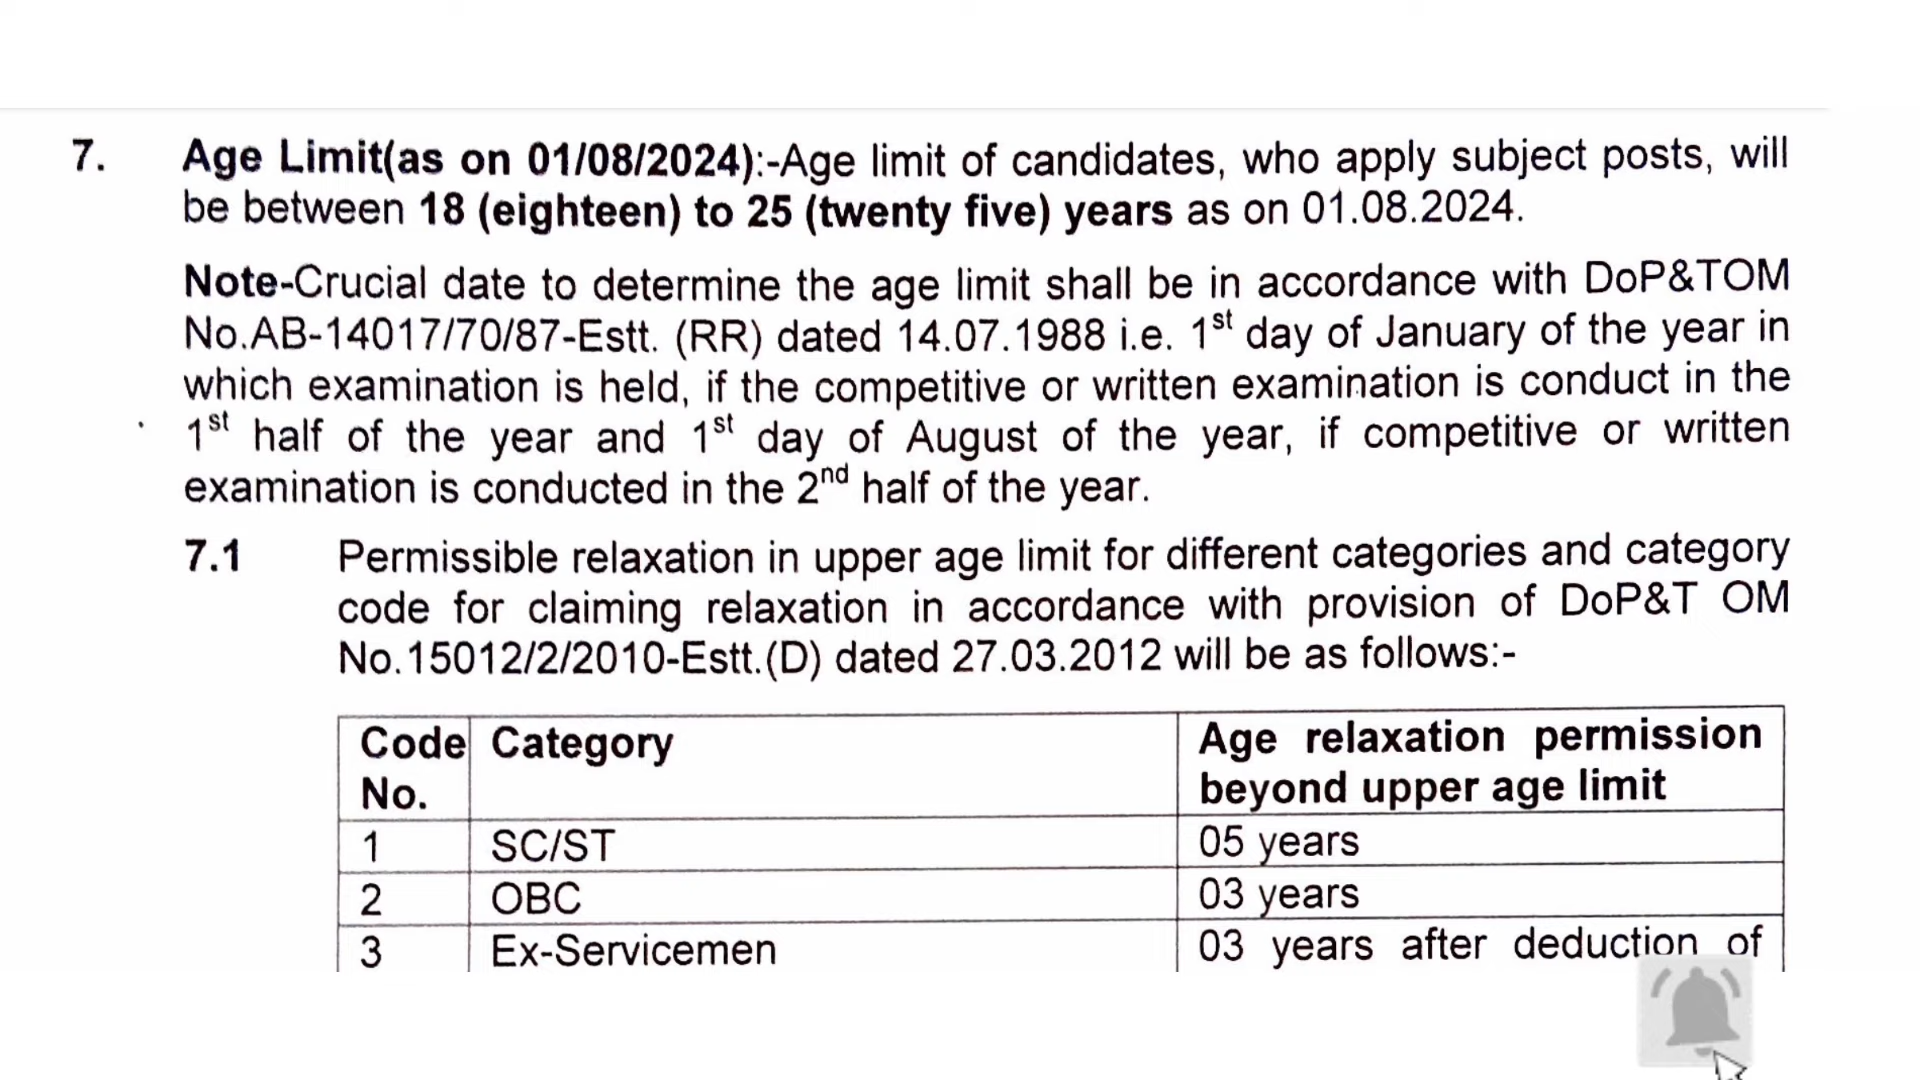 7. Age Limit(as on 01/08/2024):-Age limit of candidates, who apply subject posts, will
be between 18 (eighteen) to 25 (twenty five) years as on 01.08.2024.
Note-Crucial date to determine the age limit shall be in accordance with DoP&TOM
No.AB-14017/70/87-Estt. (RR) dated 14.07.1988 i.e. 1st day of January of the year in
which examination is held, if the competitive or written examination is conduct in the
1st half of the year and 1st day of August of the year, if competitive or written
examination is conducted in the 2nd half of the year.
7.1 Permissible relaxation in upper age limit for different categories and category
code for claiming relaxation in accordance with provision of DoP&T OM
No.15012/2/2010-Estt.(D) dated 27.03.2012 will be as follows:-
Code Category Age relaxation permission
No. beyond upper age limit
1 SC/ST 05 years
2 OBC 03 years
3 Ex-Servicemen 03 years after deduction of